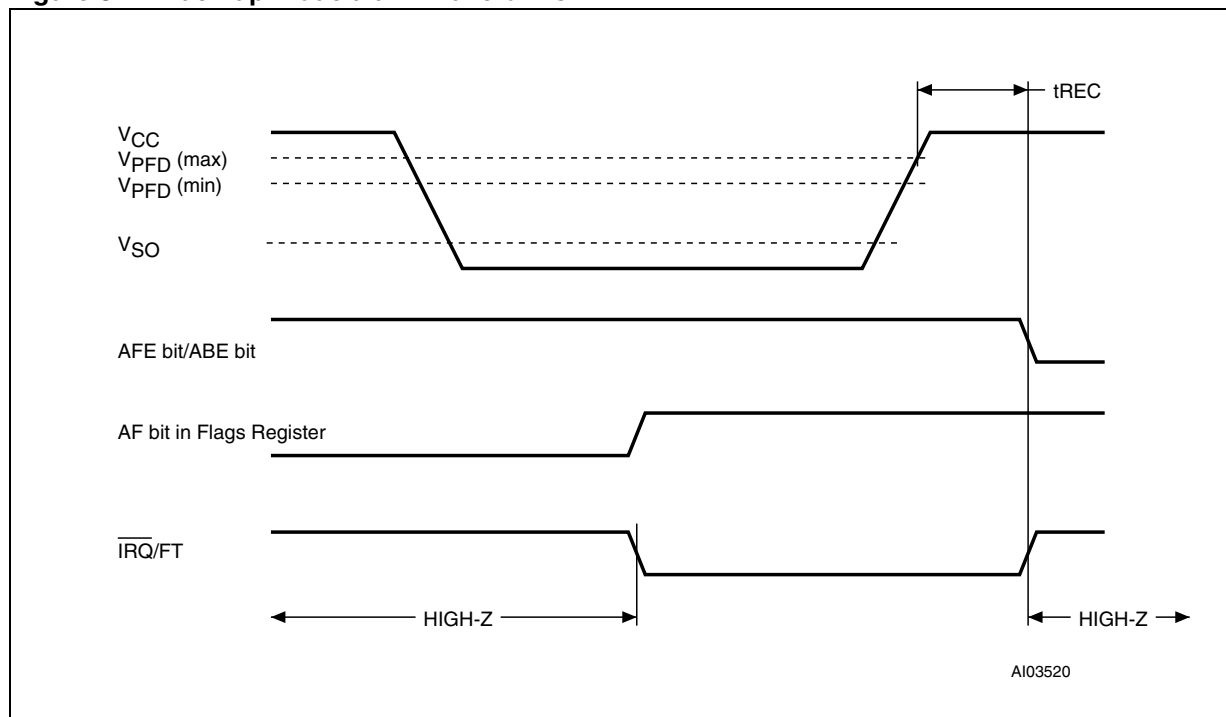 tREC
VCC
VPFD (max)
VPFD (min)
VSO
AFE bit/ABE bit
AF bit in Flags Register
IRQ/FT
HIGH-Z
HIGH-Z
AI03520